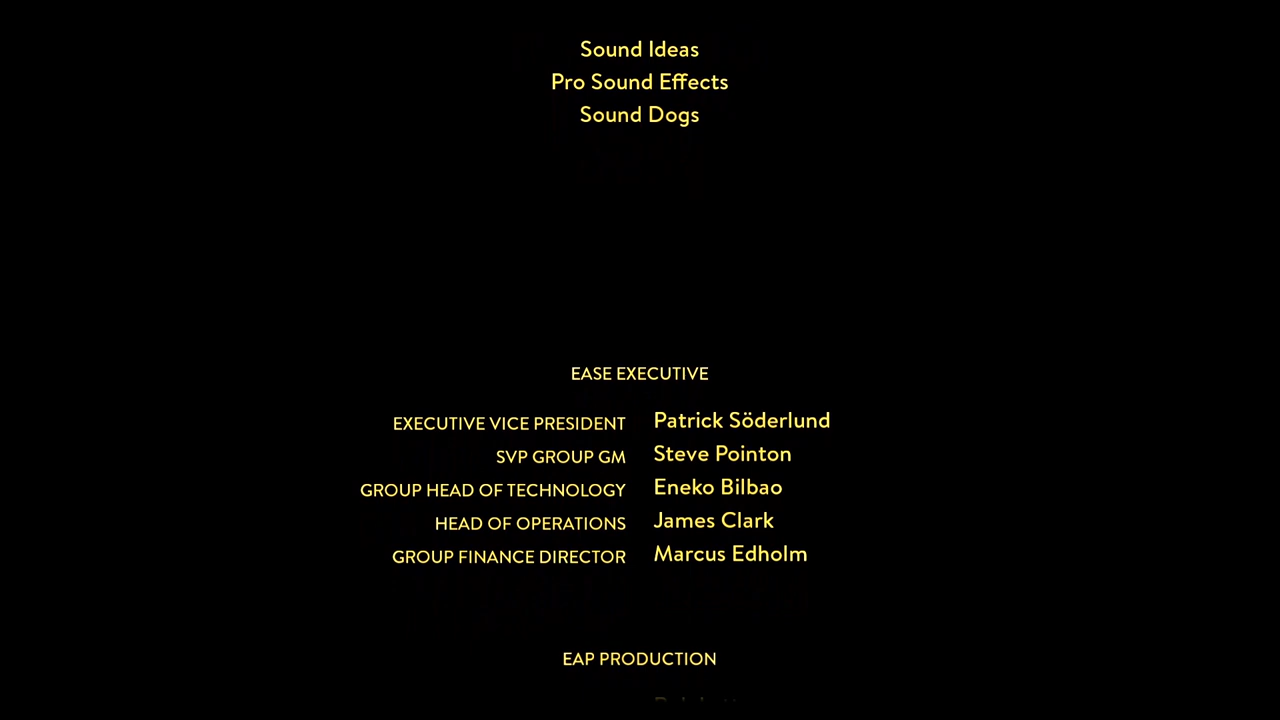 Sound Ideas
Pro Sound Effects
Sound Dogs
EASE EXECUTIVE
EXECUTIVE VICE PRESIDENT Patrick Söderlund
SVP GROUP GM Steve Pointon
GROUP HEAD OF TECHNOLOGY Eneko Bilbao
HEAD OF OPERATIONS James Clark
GROUP FINANCE DIRECTOR Marcus Edholm
EAP PRODUCTION